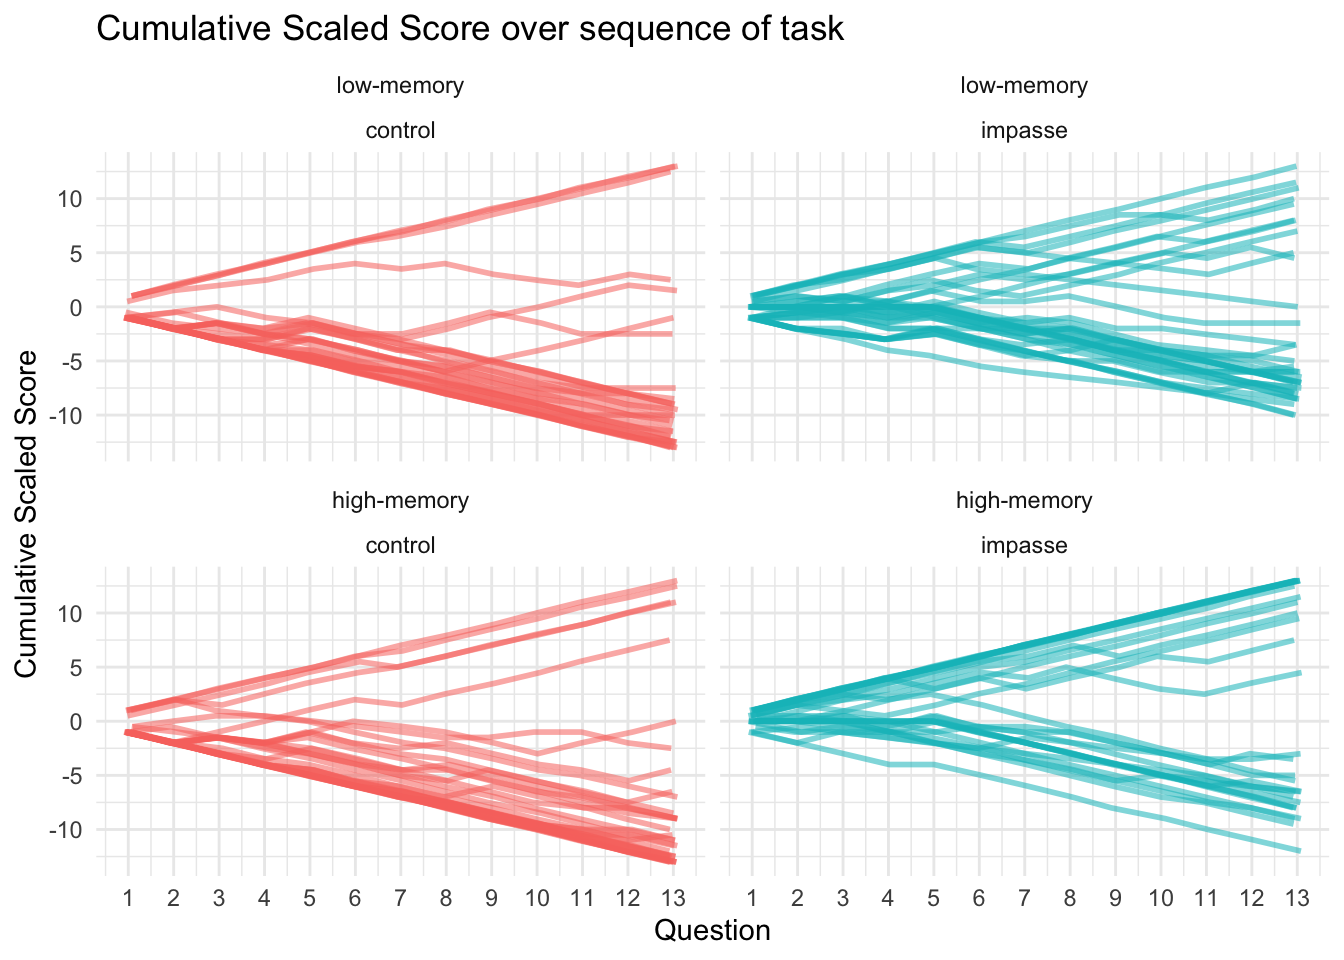 Cumulative Scaled Score over sequence of task
low-memory
control
low-memory
impasse
10
5
0
-5
-10
high-memory
control
high-memory
impasse
10
5
0
-5
-10
Cumulative Scaled Score
1 2 3 4 5 6 7 8 9 10 11 12 13
1 2 3 4 5 6 7 8 9 10 11 12 13
Question